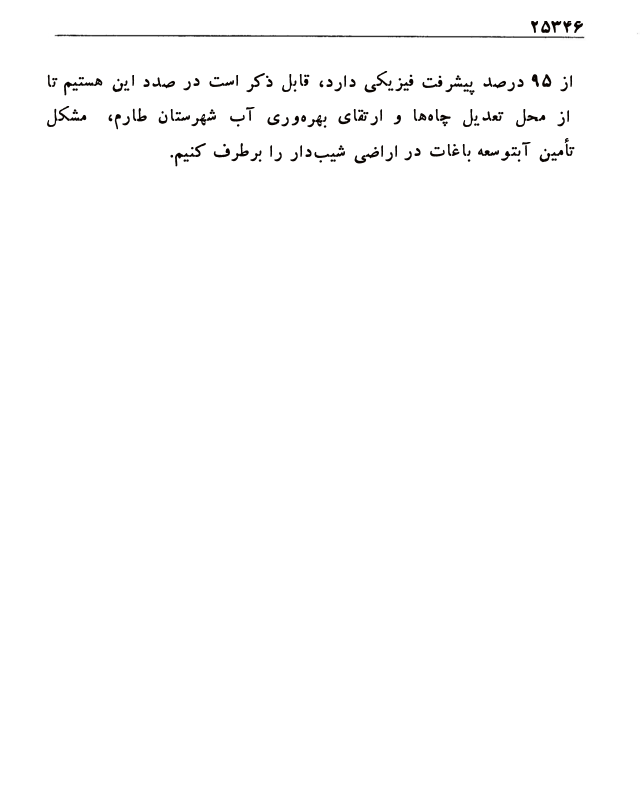 ۲۵۳۴۶
از ۹۵ درصد پیشرفت فیزیکی دارد، قابل ذکر است در صدد این هستیم تا
از محل تعدیل چاه‌ها و ارتقای بهره‌وری آب شهرستان طارم، مشکل
تأمین آبتوسعه باغات در اراضی شیب‌دار را برطرف کنیم.